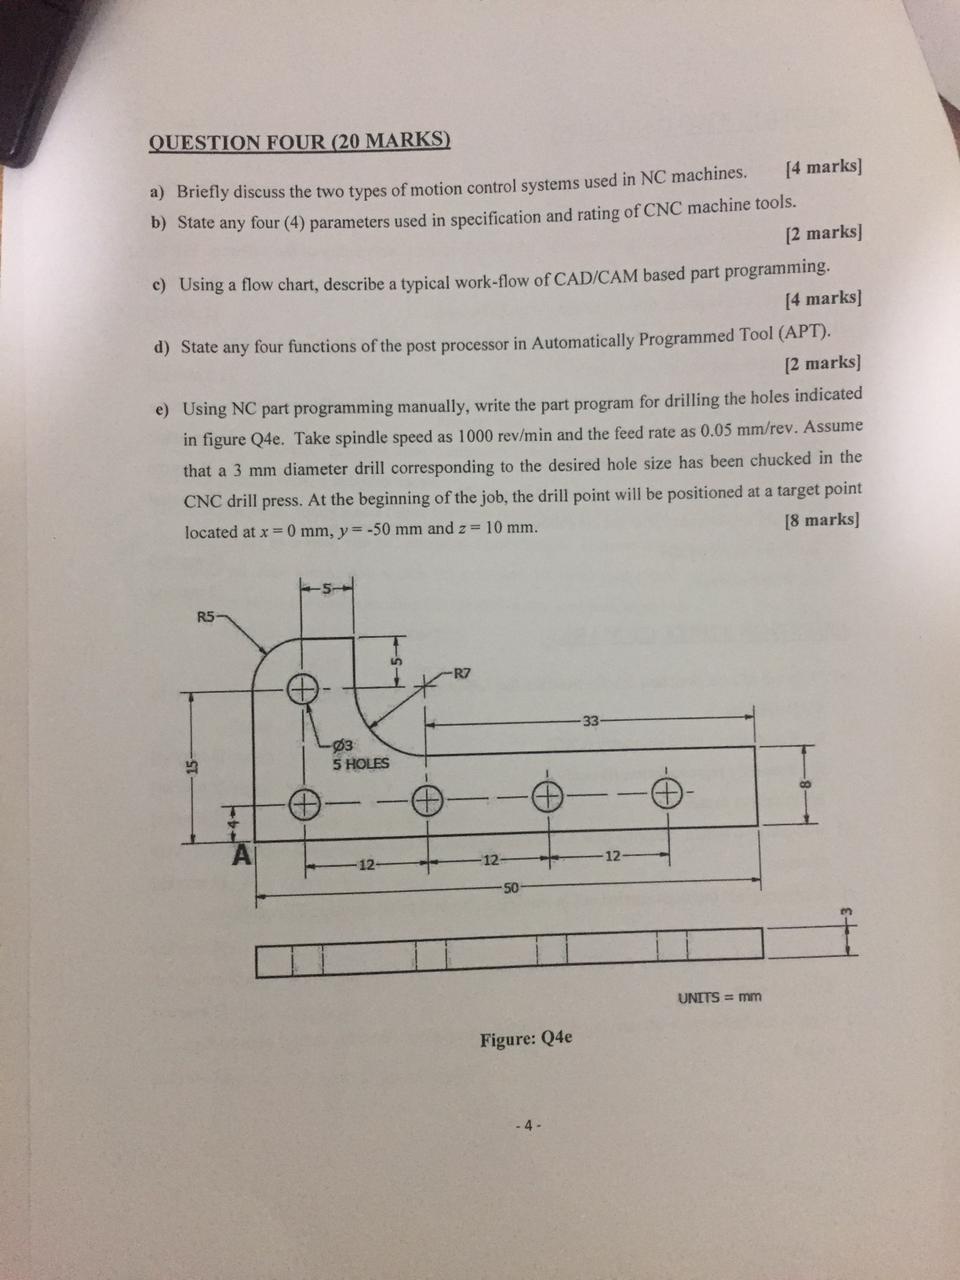 QUESTION FOUR (20 MARKS)
a) Briefly discuss the two types of motion control systems used in NC machines. [4 marks]
b) State any four (4) parameters used in specification and rating of CNC machine tools.
[2 marks]
c) Using a flow chart, describe a typical work-flow of CAD/CAM based part programming.
[4 marks]
d) State any four functions of the post processor in Automatically Programmed Tool (APT).
[2 marks]
e) Using NC part programming manually, write the part program for drilling the holes indicated
in figure Q4e. Take spindle speed as 1000 rev/min and the feed rate as 0.05 mm/rev. Assume
that a 3 mm diameter drill corresponding to the desired hole size has been chucked in the
CNC drill press. At the beginning of the job, the drill point will be positioned at a target point
located at x = 0 mm, y = -50 mm and z = 10 mm. [8 marks]
5
R5
5
R7
33
Ø3
5 HOLES
15
8
4
A
12
12
12
50
3
UNITS = mm
Figure: Q4e
- 4 -